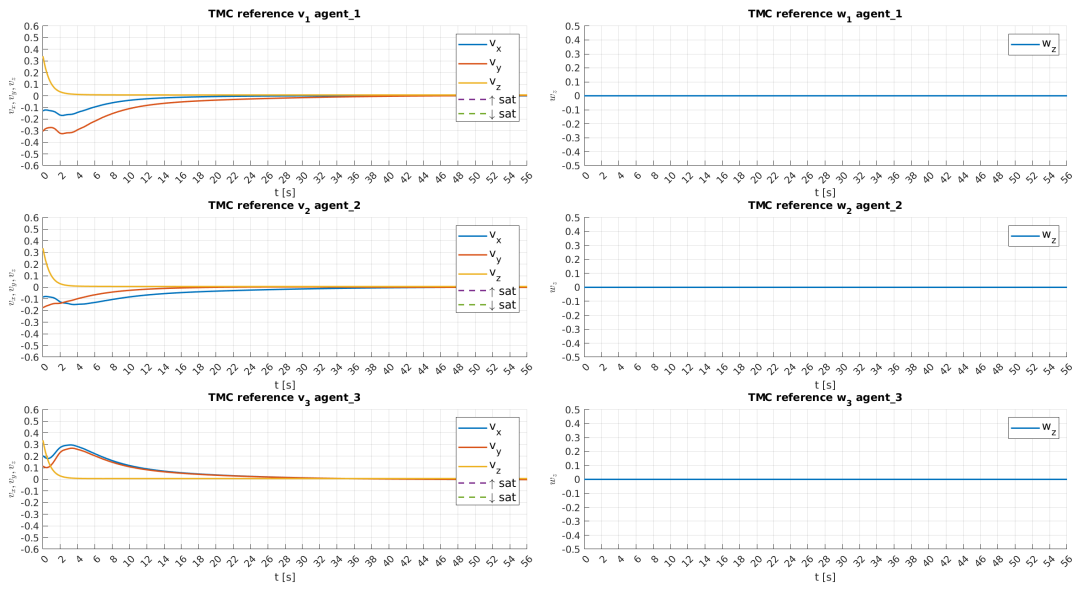 TMC reference v1 agent_1
0.6
0.5
0.4
0.3
0.2
0.1
0
-0.1
-0.2
-0.3
-0.4
-0.5
-0.6
vx, vy, vz
vx
vy
vz
↑ sat
↓ sat
0 2 4 6 8 10 12 14 16 18 20 22 24 26 28 30 32 34 36 38 40 42 44 46 48 50 52 54 56
t [s]
TMC reference w1 agent_1
0.5
0.4
0.3
0.2
0.1
0
-0.1
-0.2
-0.3
-0.4
-0.5
wz
wz
0 2 4 6 8 10 12 14 16 18 20 22 24 26 28 30 32 34 36 38 40 42 44 46 48 50 52 54 56
t [s]
TMC reference v2 agent_2
0.6
0.5
0.4
0.3
0.2
0.1
0
-0.1
-0.2
-0.3
-0.4
-0.5
-0.6
vx, vy, vz
vx
vy
vz
↑ sat
↓ sat
0 2 4 6 8 10 12 14 16 18 20 22 24 26 28 30 32 34 36 38 40 42 44 46 48 50 52 54 56
t [s]
TMC reference w2 agent_2
0.5
0.4
0.3
0.2
0.1
0
-0.1
-0.2
-0.3
-0.4
-0.5
wz
wz
0 2 4 6 8 10 12 14 16 18 20 22 24 26 28 30 32 34 36 38 40 42 44 46 48 50 52 54 56
t [s]
TMC reference v3 agent_3
0.6
0.5
0.4
0.3
0.2
0.1
0
-0.1
-0.2
-0.3
-0.4
-0.5
-0.6
vx, vy, vz
vx
vy
vz
↑ sat
↓ sat
0 2 4 6 8 10 12 14 16 18 20 22 24 26 28 30 32 34 36 38 40 42 44 46 48 50 52 54 56
t [s]
TMC reference w3 agent_3
0.5
0.4
0.3
0.2
0.1
0
-0.1
-0.2
-0.3
-0.4
-0.5
wz
wz
0 2 4 6 8 10 12 14 16 18 20 22 24 26 28 30 32 34 36 38 40 42 44 46 48 50 52 54 56
t [s]